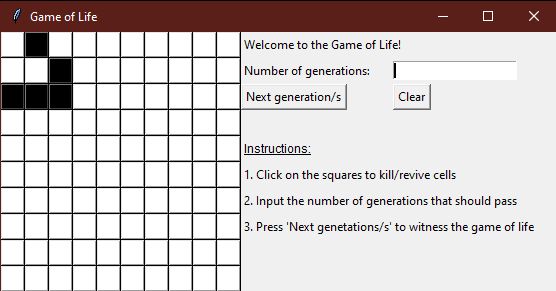 Game of Life
Welcome to the Game of Life!
Number of generations:
Next generation/s Clear
Instructions:
1. Click on the squares to kill/revive cells
2. Input the number of generations that should pass
3. Press 'Next genetations/s' to witness the game of life